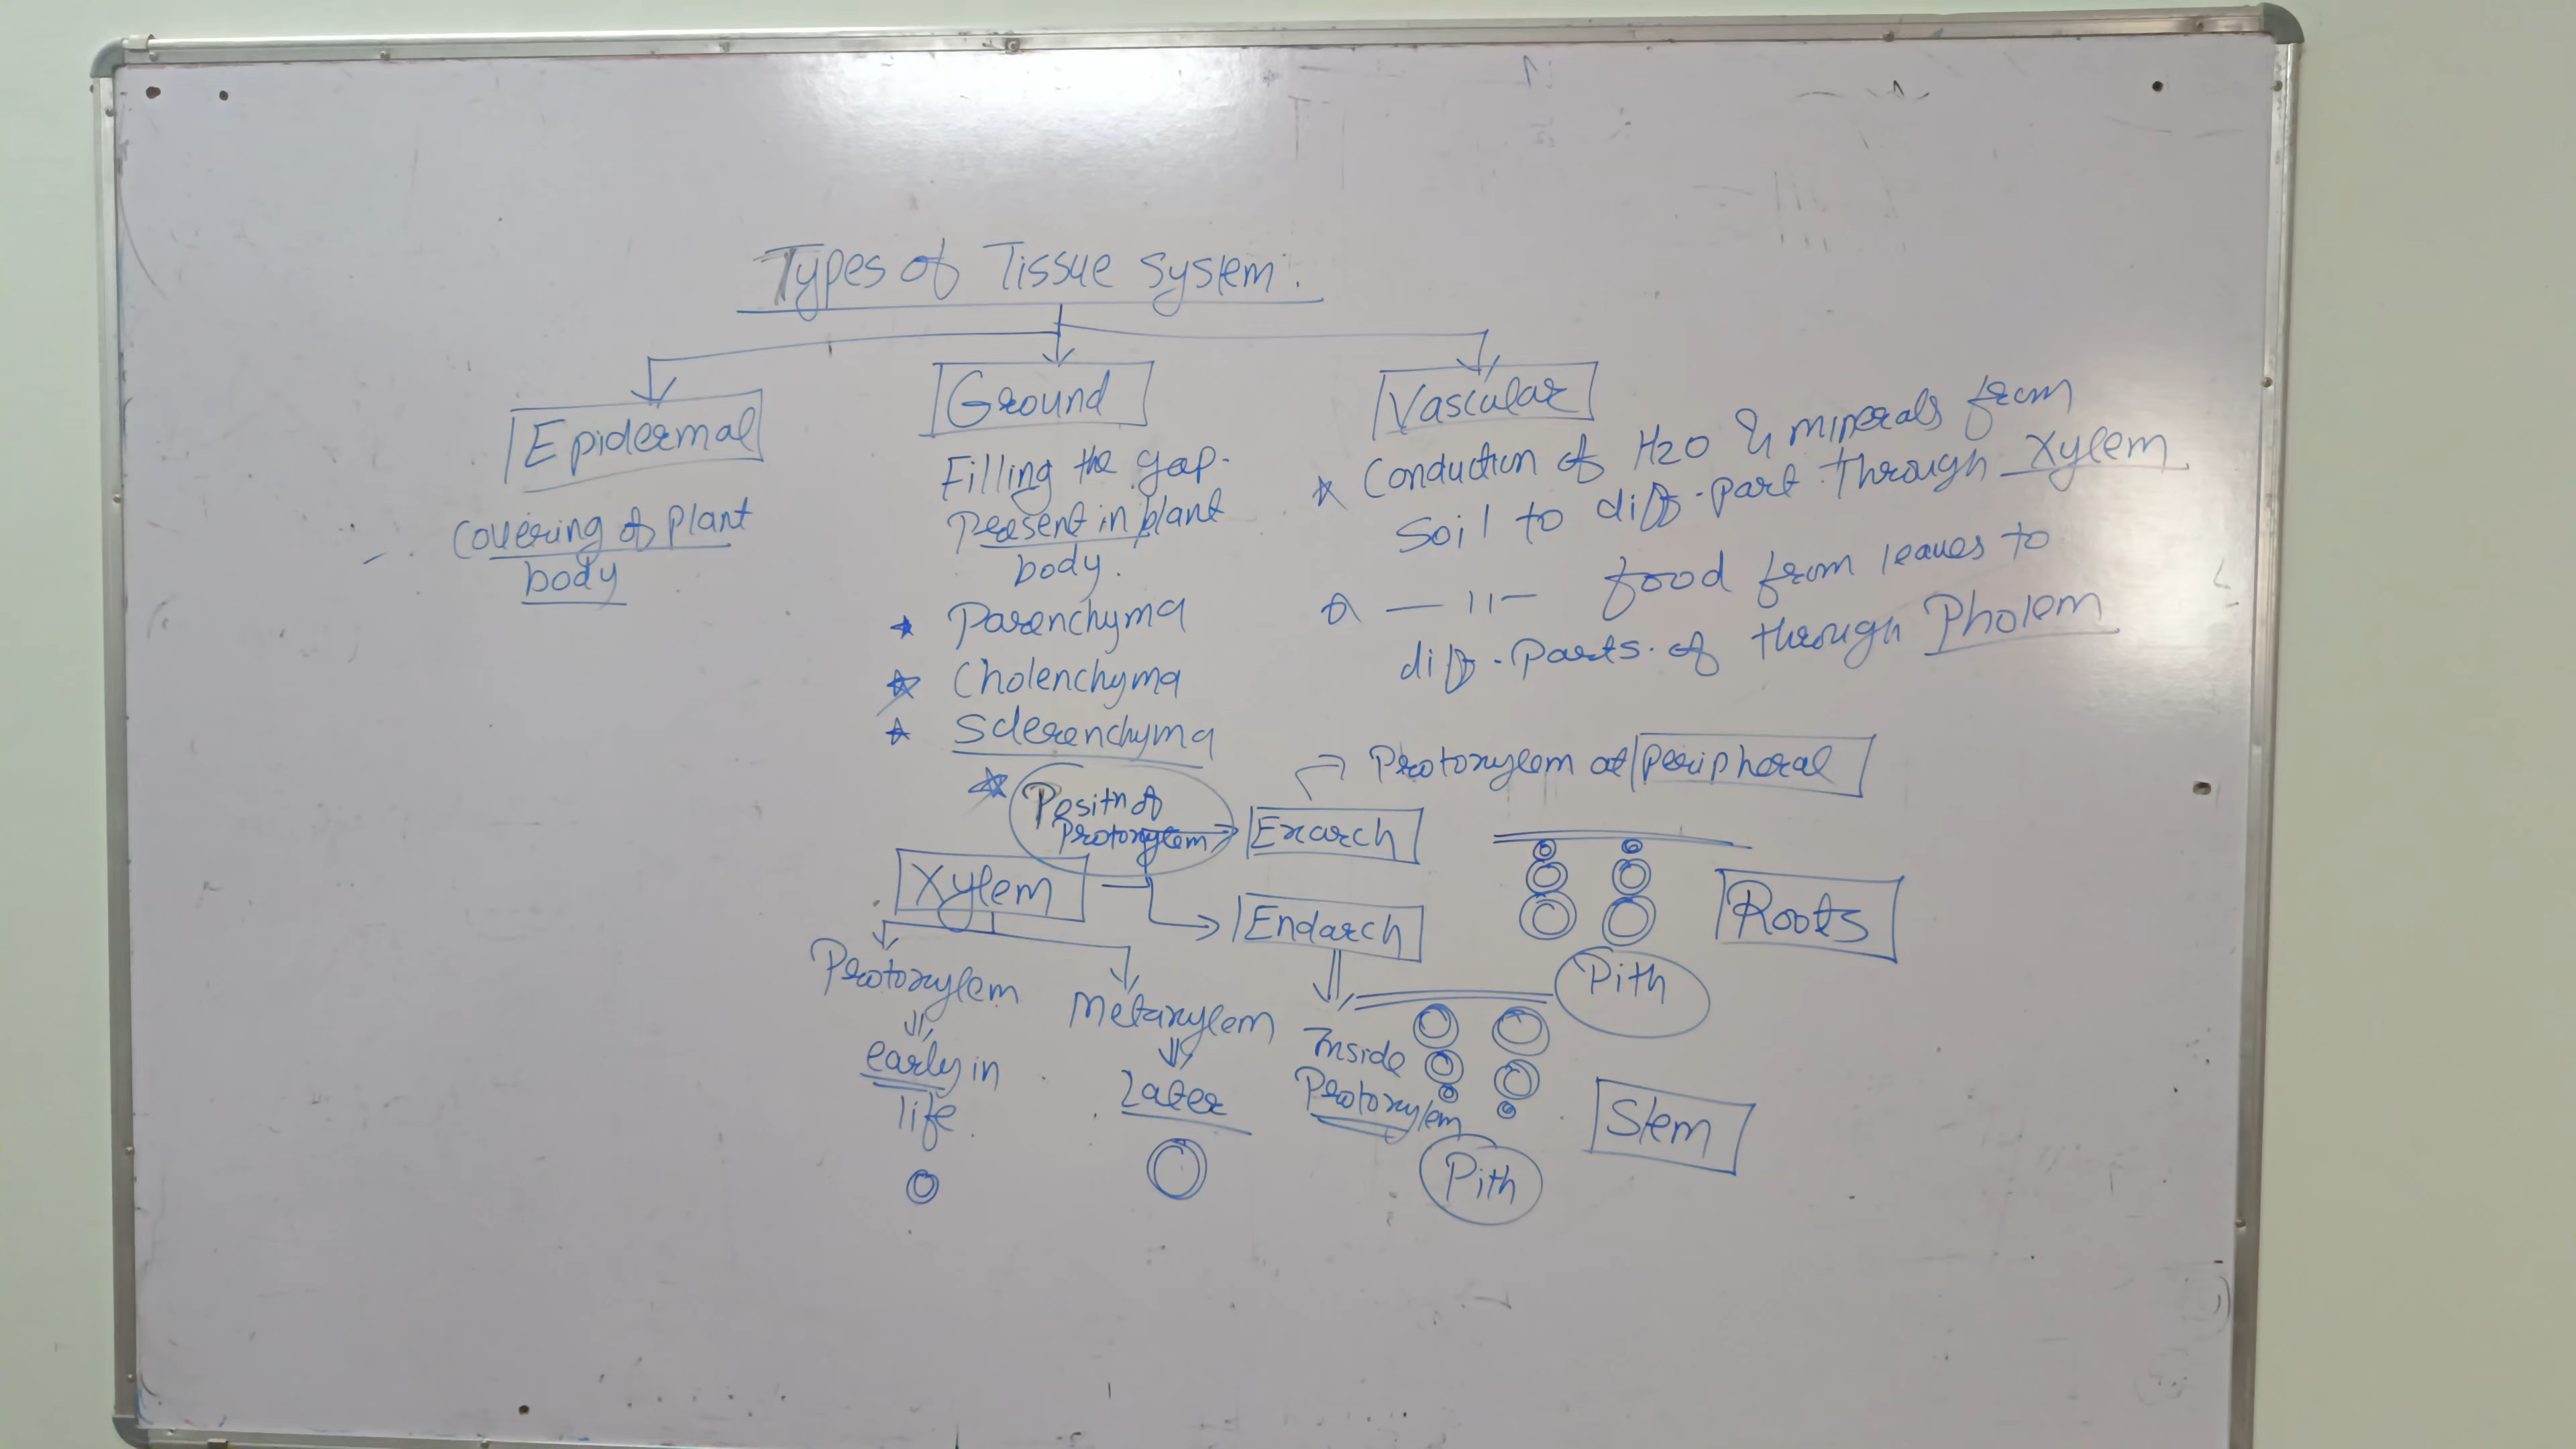 Types of Tissue System:
Epidermal
Covering of Plant
body
Ground
Filling the gap.
Present in plant
body.
* Parenchyma
* Cholenchyma
* Sclerenchyma
Vascular
* Conduction of H2O & minerals from
Soil to diff. part through Xylem
* — 11 — food from leaves to
diff. Parts. of through Pholem
* Positn of
Protoxylem
Exarch
Protoxylem at peripheral
Roots
Pith
Xylem
Endarch
Protoxylem
early in
life.
Metaxylem
Later
Inside
Protoxylem
Stem
Pith